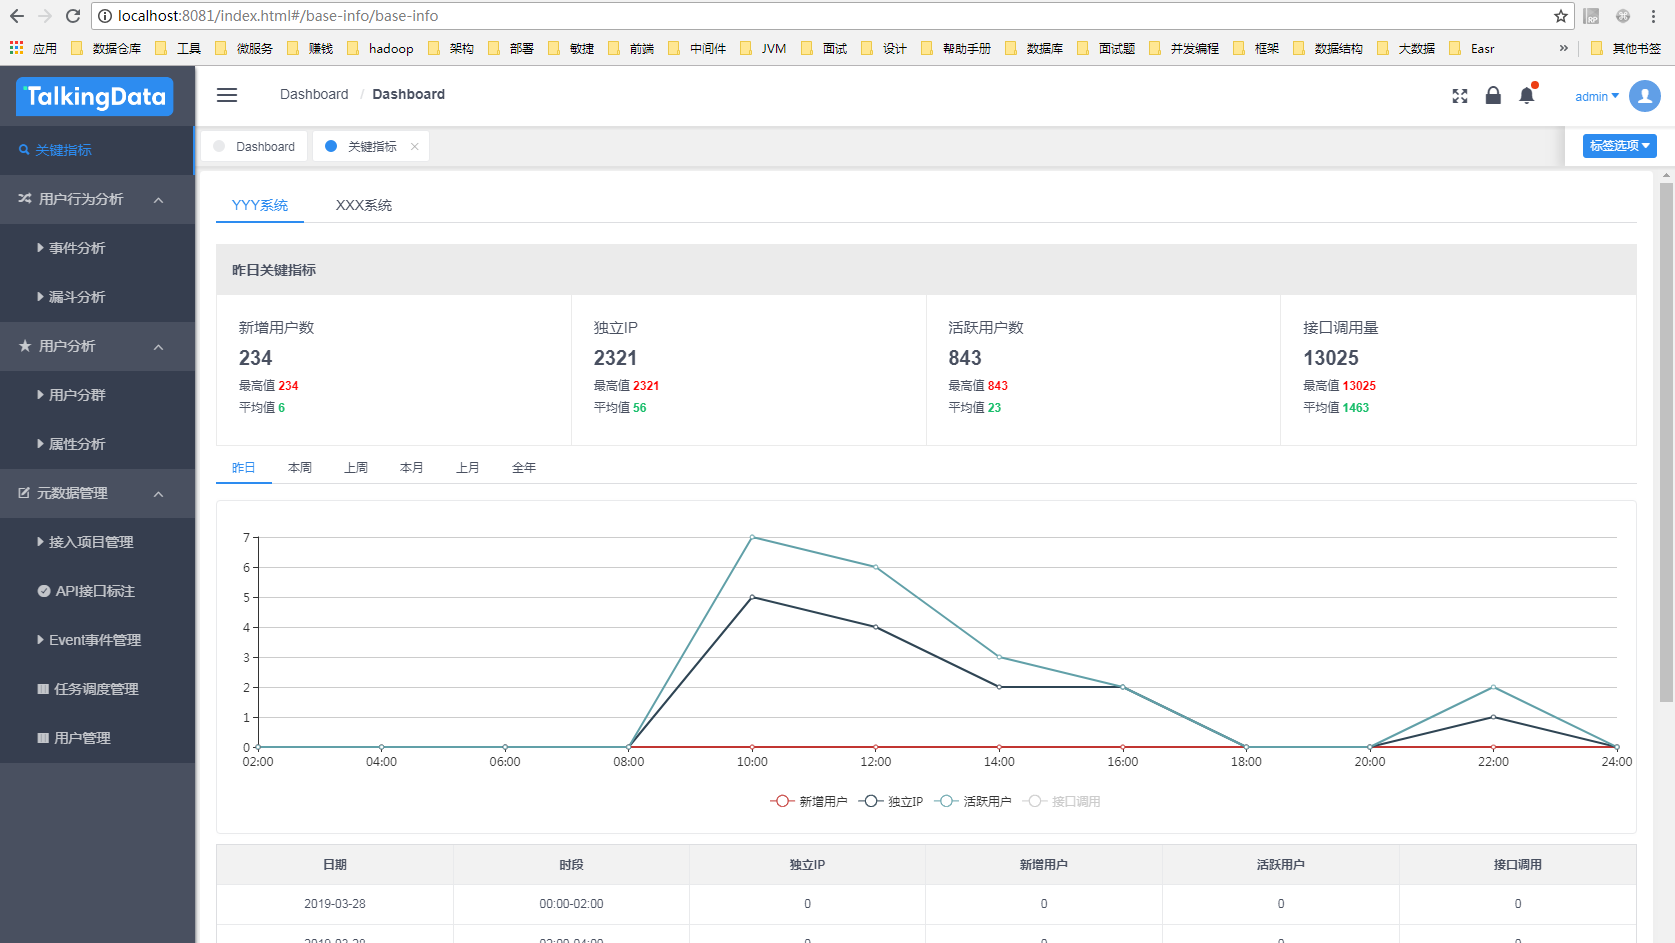 localhost:8081/index.html#/base-info/base-info
应用 数据仓库 工具 微服务 赚钱 hadoop 架构 部署 敏捷 前端 中间件 JVM 面试 设计 帮助手册 数据库 面试题 并发编程 框架 数据结构 大数据 Easr » 其他书签
TalkingData
Dashboard / Dashboard
admin
Dashboard
关键指标
标签选项
关键指标
用户行为分析
事件分析
漏斗分析
用户分析
用户分群
属性分析
元数据管理
接入项目管理
API接口标注
Event事件管理
任务调度管理
用户管理
YYY系统 XXX系统
昨日关键指标
新增用户数
234
最高值 234
平均值 6
独立IP
2321
最高值 2321
平均值 56
活跃用户数
843
最高值 843
平均值 23
接口调用量
13025
最高值 13025
平均值 1463
昨日 本周 上周 本月 上月 全年
7
6
5
4
3
2
1
0
02:00 04:00 06:00 08:00 10:00 12:00 14:00 16:00 18:00 20:00 22:00 24:00
新增用户 独立IP 活跃用户 接口调用
日期 时段 独立IP 新增用户 活跃用户 接口调用
2019-03-28 00:00-02:00 0 0 0 0
2019-03-28 02:00-04:00 0 0 0 0